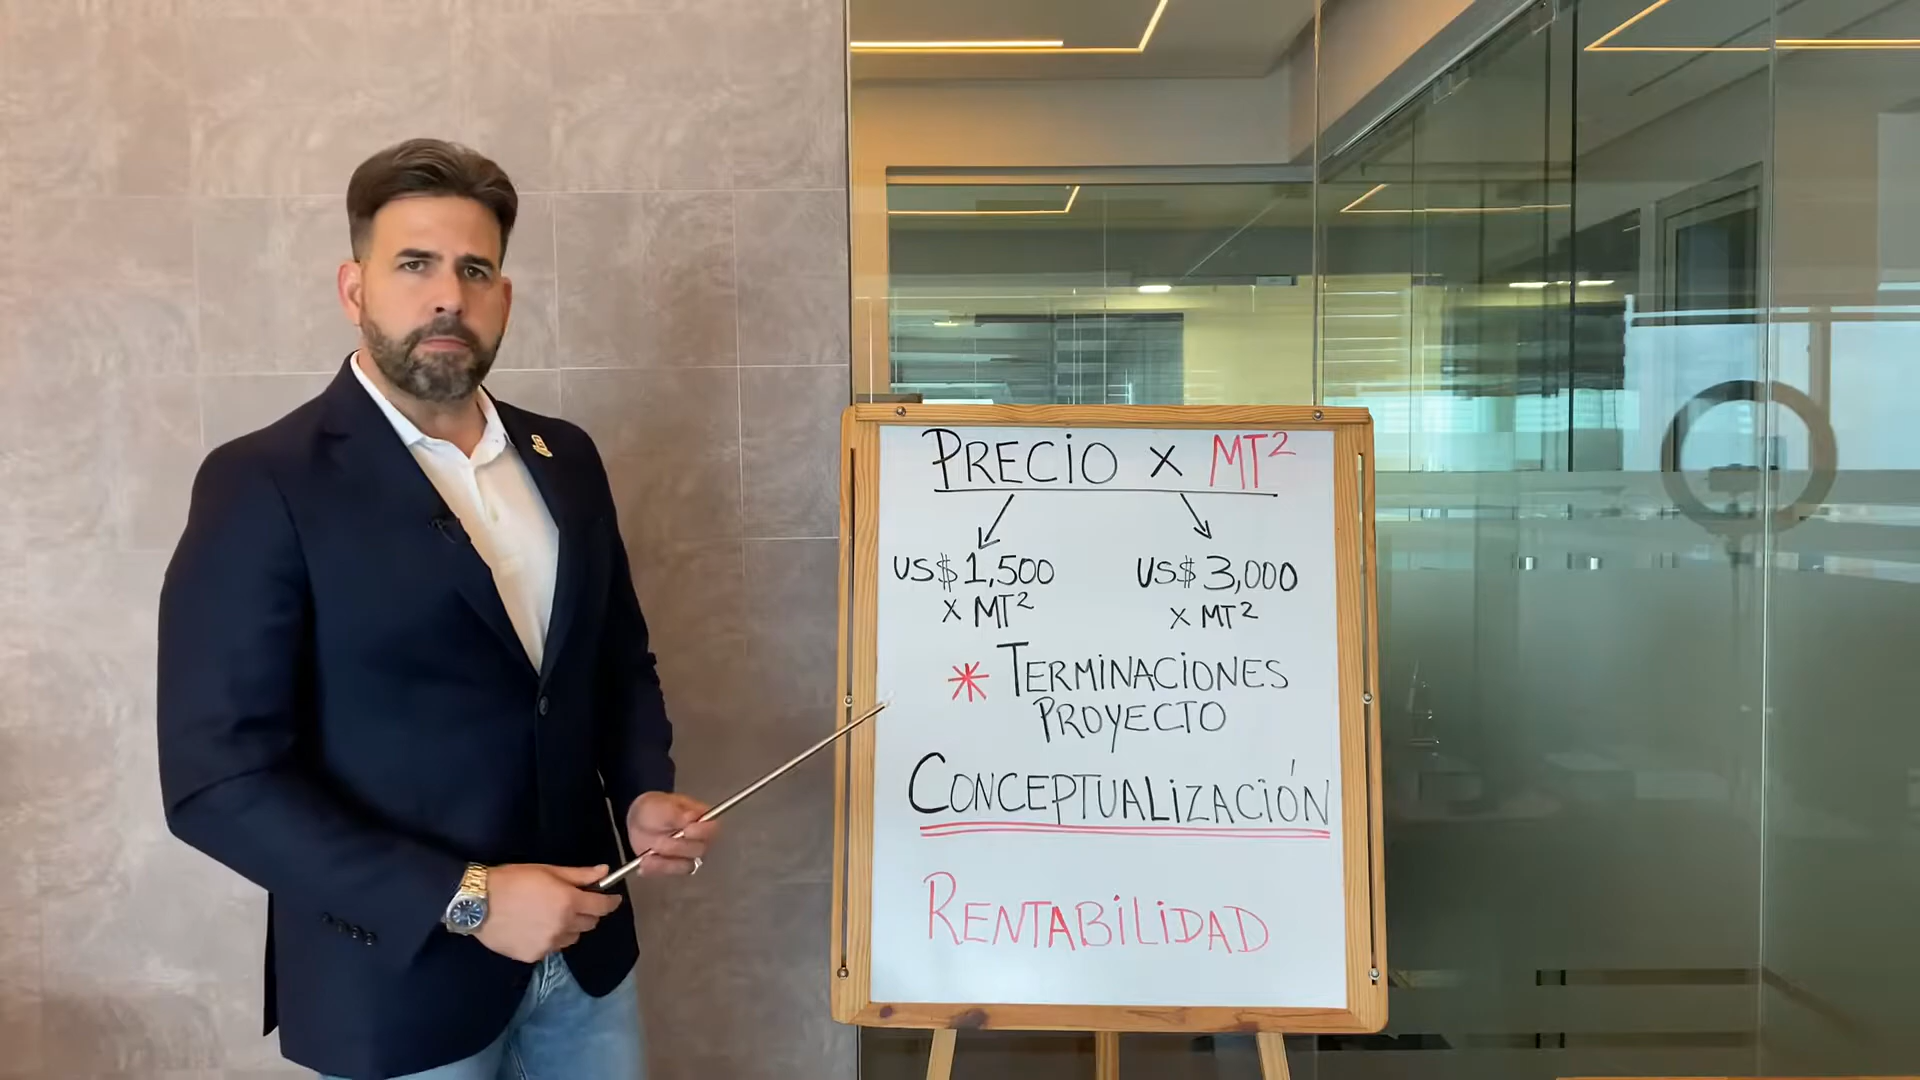 PRECIO X MT²
US$ 1,500 US$ 3,000
X MT² X MT²
* TERMINACIONES
PROYECTO
CONCEPTUALIZACIÓN
RENTABILIDAD